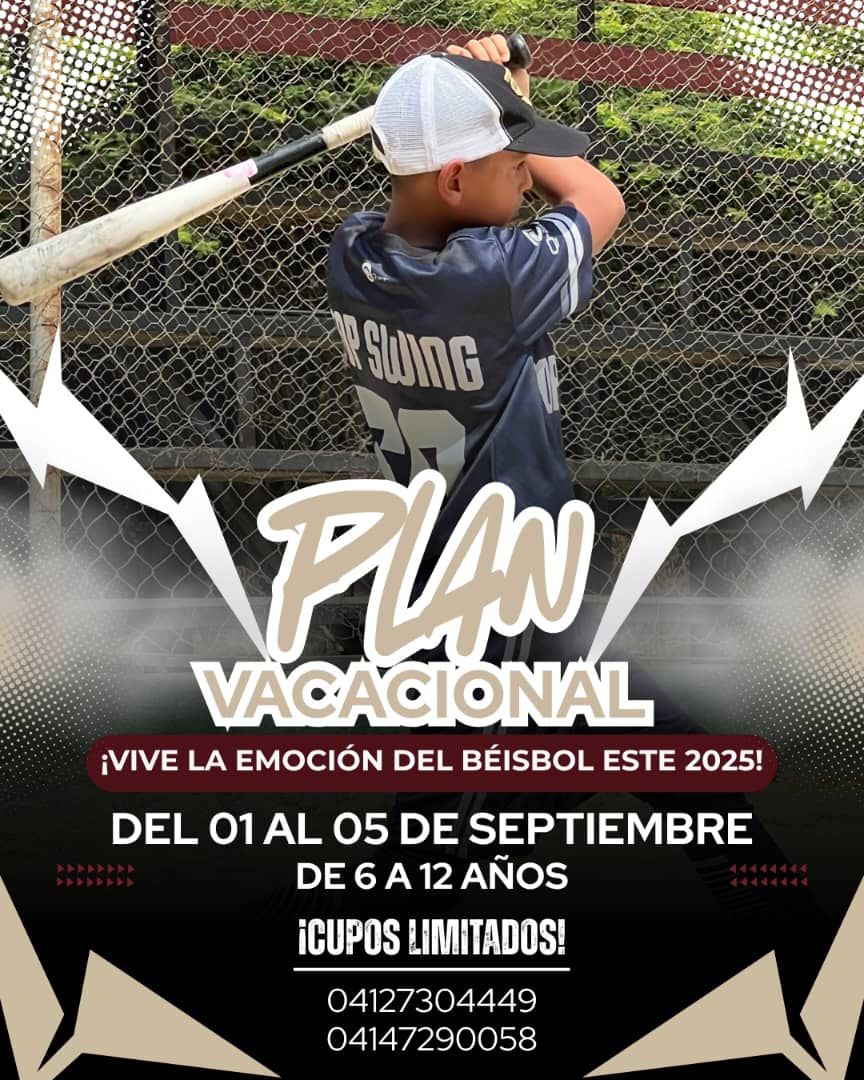 SWING
PLAN
VACACIONAL
¡VIVE LA EMOCIÓN DEL BÉISBOL ESTE 2025!
DEL 01 AL 05 DE SEPTIEMBRE
DE 6 A 12 AÑOS
¡CUPOS LIMITADOS!
04127304449
04147290058